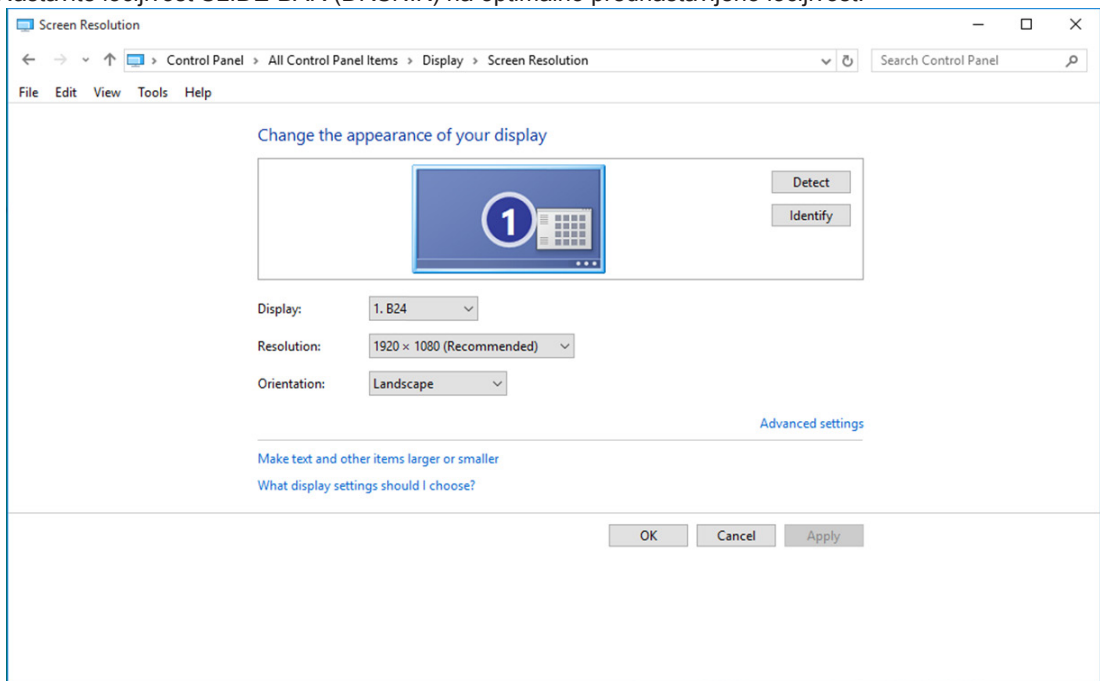 Screen Resolution
Control Panel > All Control Panel Items > Display > Screen Resolution
Search Control Panel
File Edit View Tools Help
Change the appearance of your display
1
Detect
Identify
Display: 1. B24
Resolution: 1920 × 1080 (Recommended)
Orientation: Landscape
Advanced settings
Make text and other items larger or smaller
What display settings should I choose?
OK Cancel Apply